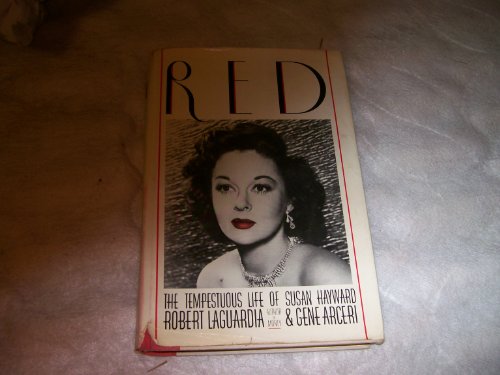 RED
THE TEMPESTUOUS LIFE OF SUSAN HAYWARD
ROBERT LAGUARDIA & GENE ARCERI